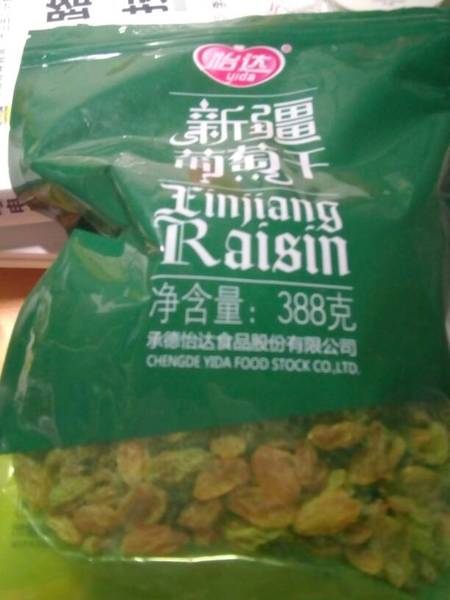 怡达
yida
®
新疆
葡萄干
Xinjiang
Raisin
净含量：388克
承德怡达食品股份有限公司
CHENGDE YIDA FOOD STOCK CO.,LTD.